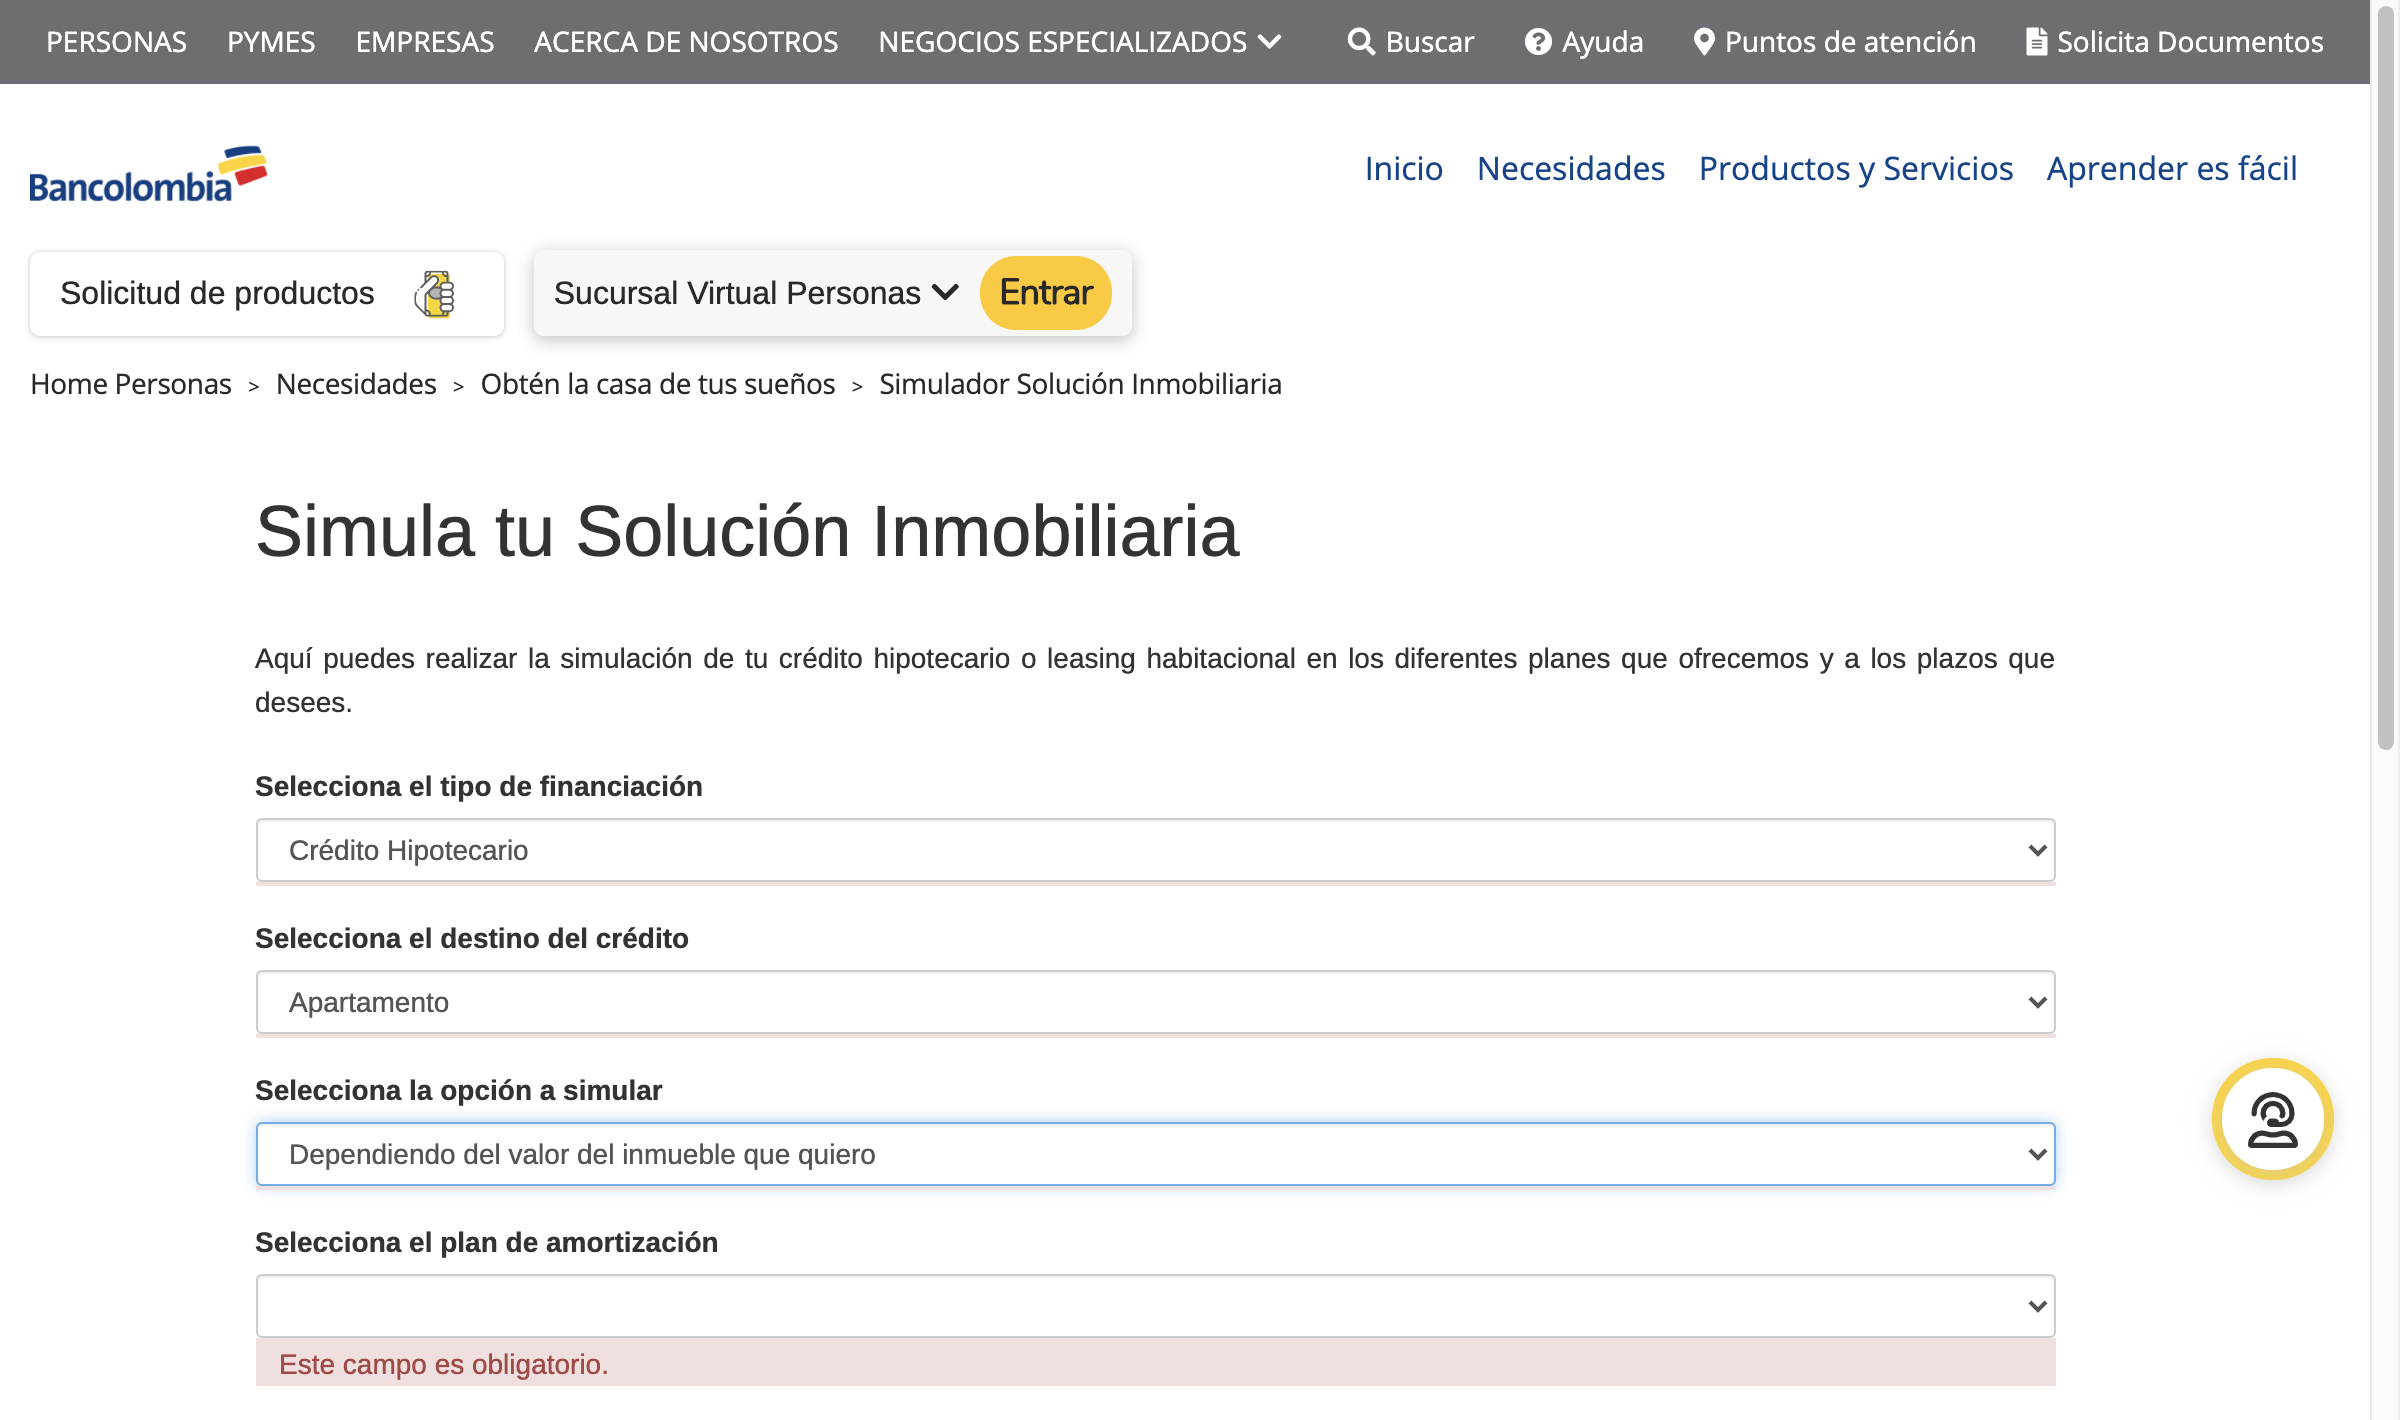 PERSONAS PYMES EMPRESAS ACERCA DE NOSOTROS NEGOCIOS ESPECIALIZADOS Buscar Ayuda Puntos de atención Solicita Documentos
Bancolombia
Inicio Necesidades Productos y Servicios Aprender es fácil
Solicitud de productos
Sucursal Virtual Personas Entrar
Home Personas > Necesidades > Obtén la casa de tus sueños > Simulador Solución Inmobiliaria
Simula tu Solución Inmobiliaria
Aquí puedes realizar la simulación de tu crédito hipotecario o leasing habitacional en los diferentes planes que ofrecemos y a los plazos que
desees.
Selecciona el tipo de financiación
Crédito Hipotecario
Selecciona el destino del crédito
Apartamento
Selecciona la opción a simular
Dependiendo del valor del inmueble que quiero
Selecciona el plan de amortización
Este campo es obligatorio.